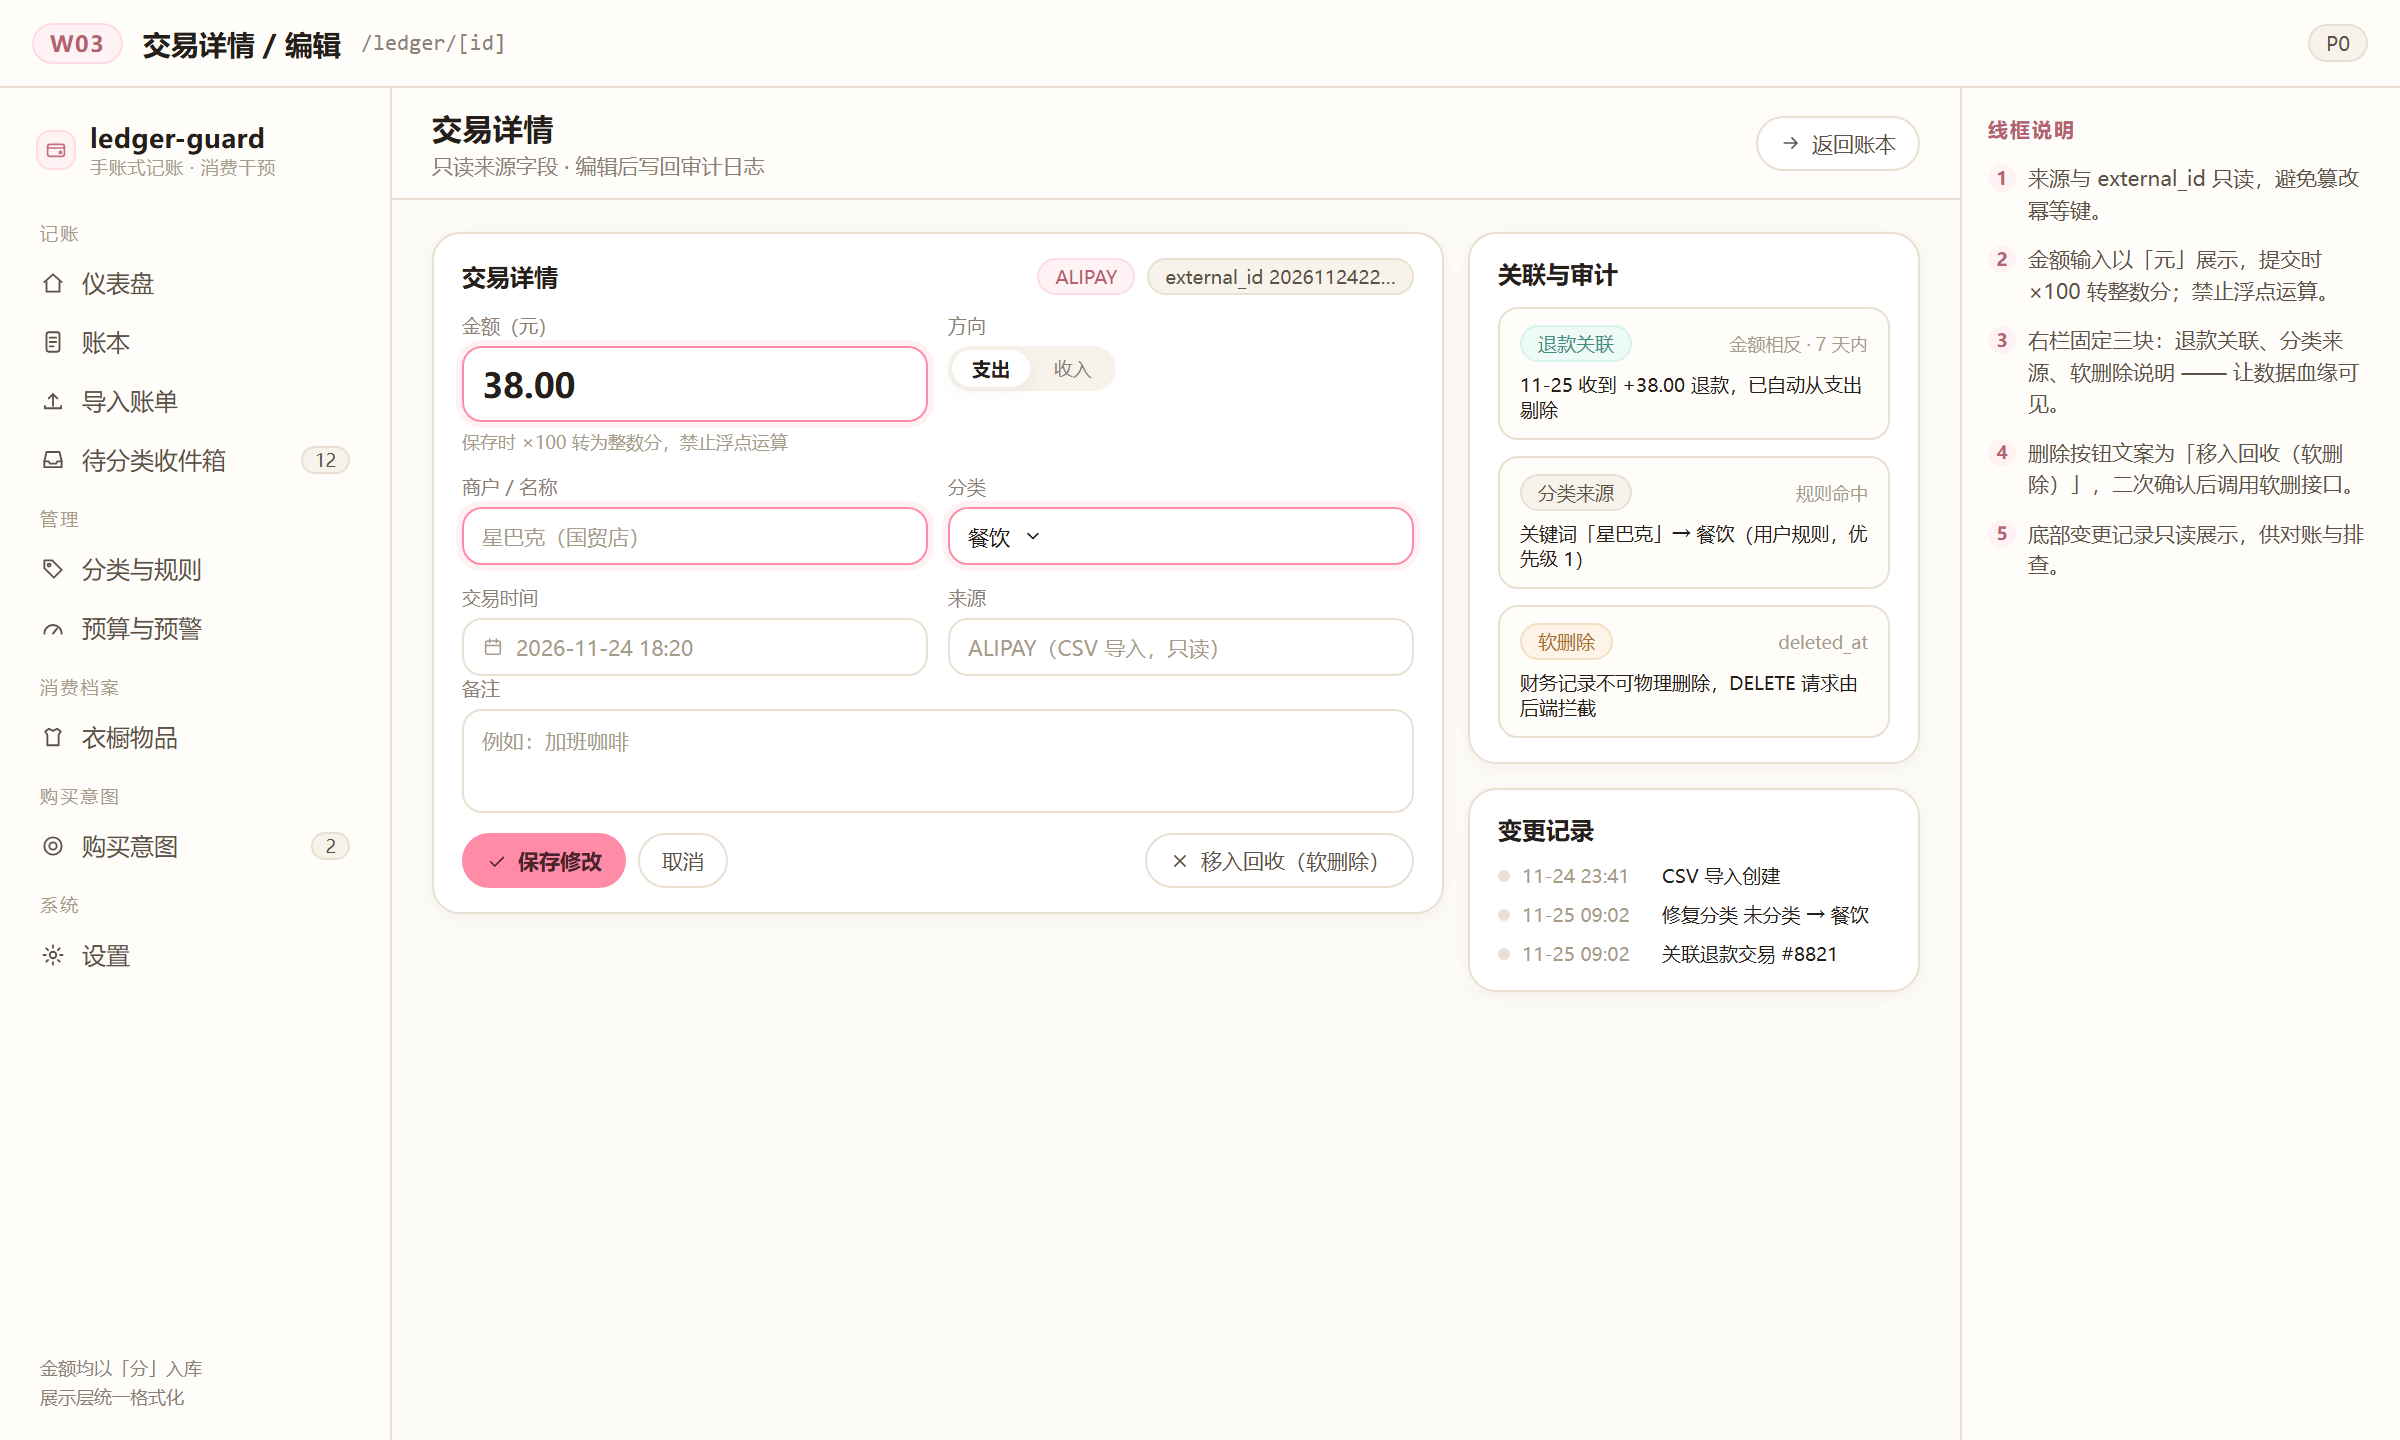 W03 交易详情 / 编辑 /ledger/[id] P0
ledger-guard
手账式记账 · 消费干预
记账
仪表盘
账本
导入账单
待分类收件箱 12
管理
分类与规则
预算与预警
消费档案
衣橱物品
购买意图
购买意图 2
系统
设置
金额均以「分」入库
展示层统一格式化
交易详情
只读来源字段 · 编辑后写回审计日志
→ 返回账本
交易详情 ALIPAY external_id 2026112422...
金额（元） 方向
38.00 支出 收入
保存时 ×100 转为整数分，禁止浮点运算
商户 / 名称 分类
星巴克（国贸店） 餐饮
交易时间 来源
2026-11-24 18:20 ALIPAY（CSV 导入，只读）
备注
例如：加班咖啡
保存修改 取消 移入回收（软删除）
关联与审计
退款关联 金额相反 · 7 天内
11-25 收到 +38.00 退款，已自动从支出
剔除
分类来源 规则命中
关键词「星巴克」→ 餐饮（用户规则，优
先级 1）
软删除 deleted_at
财务记录不可物理删除，DELETE 请求由
后端拦截
变更记录
11-24 23:41 CSV 导入创建
11-25 09:02 修复分类 未分类 → 餐饮
11-25 09:02 关联退款交易 #8821
线框说明
1 来源与 external_id 只读，避免篡改
幂等键。
2 金额输入以「元」展示，提交时
×100 转整数分；禁止浮点运算。
3 右栏固定三块：退款关联、分类来
源、软删除说明 —— 让数据血缘可
见。
4 删除按钮文案为「移入回收（软删
除）」，二次确认后调用软删接口。
5 底部变更记录只读展示，供对账与排
查。